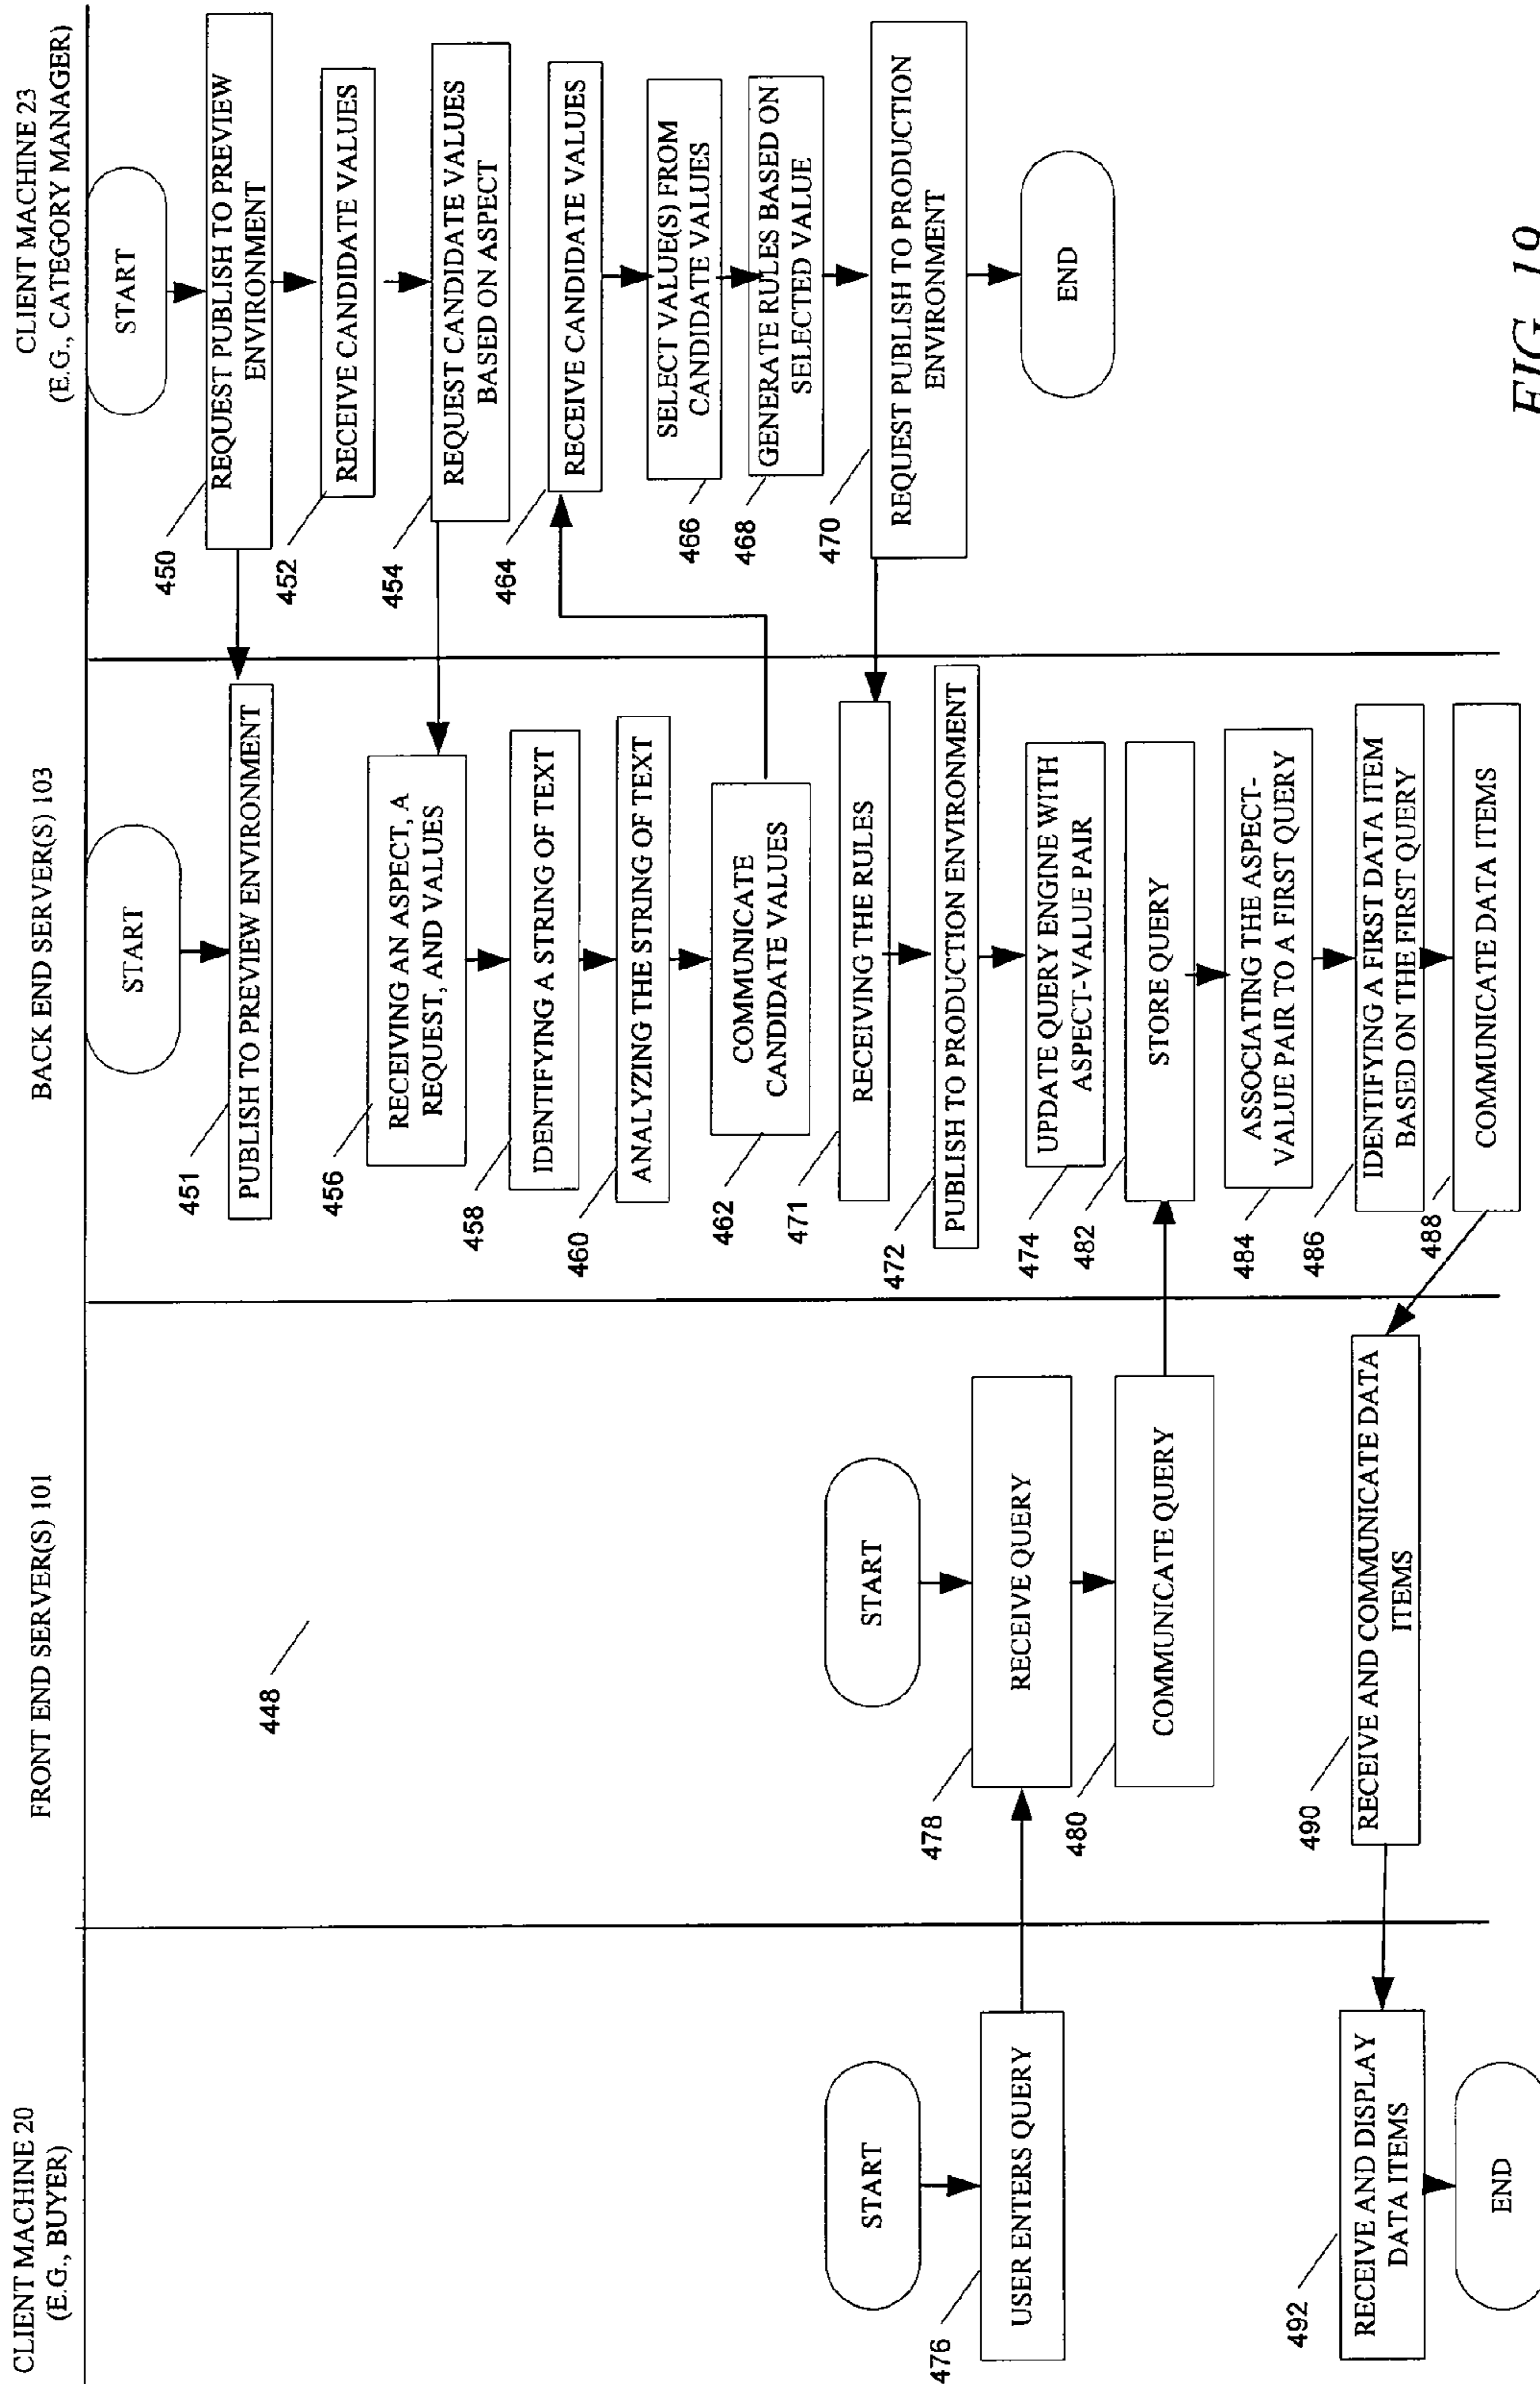 CLIENT MACHINE 20
(E.G., BUYER)
START
476
USER ENTERS QUERY
492
RECEIVE AND DISPLAY
DATA ITEMS
END
FRONT END SERVER(S) 101
448
START
478
RECEIVE QUERY
480
COMMUNICATE QUERY
490
RECEIVE AND COMMUNICATE DATA
ITEMS
BACK END SERVER(S) 103
START
451
PUBLISH TO PREVIEW ENVIRONMENT
456
RECEIVING AN ASPECT, A
REQUEST, AND VALUES
458
IDENTIFYING A STRING OF TEXT
460
ANALYZING THE STRING OF TEXT
462
COMMUNICATE
CANDIDATE VALUES
471
RECEIVING THE RULES
472
PUBLISH TO PRODUCTION ENVIRONMENT
474
UPDATE QUERY ENGINE WITH
ASPECT-VALUE PAIR
482
STORE QUERY
484
ASSOCIATING THE ASPECT-
VALUE PAIR TO A FIRST QUERY
486
IDENTIFYING A FIRST DATA ITEM
BASED ON THE FIRST QUERY
488
COMMUNICATE DATA ITEMS
CLIENT MACHINE 23
(E.G., CATEGORY MANAGER)
START
450
REQUEST PUBLISH TO PREVIEW
ENVIRONMENT
452
RECEIVE CANDIDATE VALUES
454
REQUEST CANDIDATE VALUES
BASED ON ASPECT
464
RECEIVE CANDIDATE VALUES
466
SELECT VALUE(S) FROM
CANDIDATE VALUES
468
GENERATE RULES BASED ON
SELECTED VALUE
470
REQUEST PUBLISH TO PRODUCTION
ENVIRONMENT
END
FIG. 19